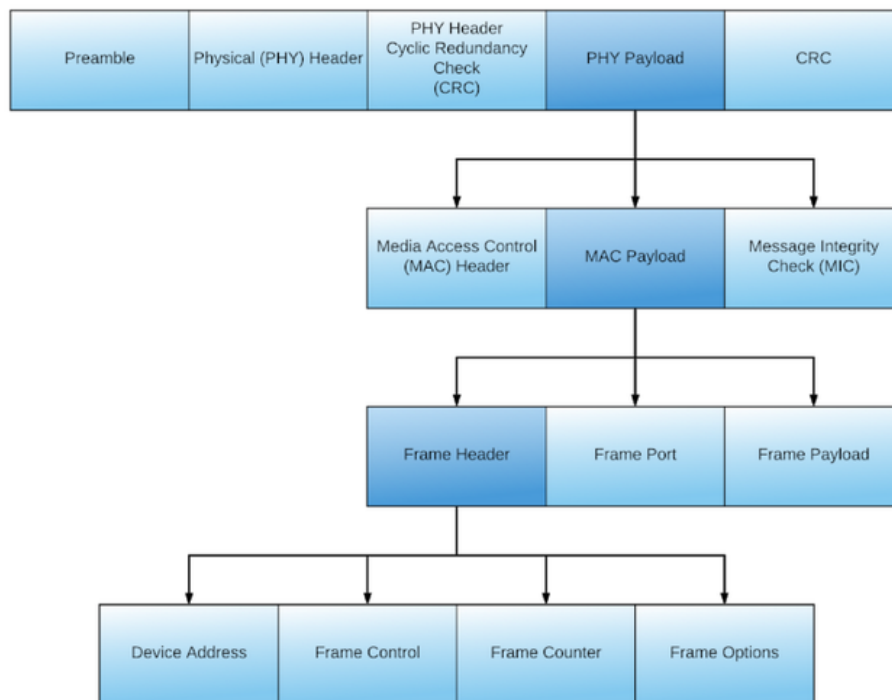 Preamble
Physical (PHY) Header
PHY Header
Cyclic Redundancy
Check
(CRC)
PHY Payload
CRC
Media Access Control
(MAC) Header
MAC Payload
Message Integrity
Check (MIC)
Frame Header
Frame Port
Frame Payload
Device Address
Frame Control
Frame Counter
Frame Options